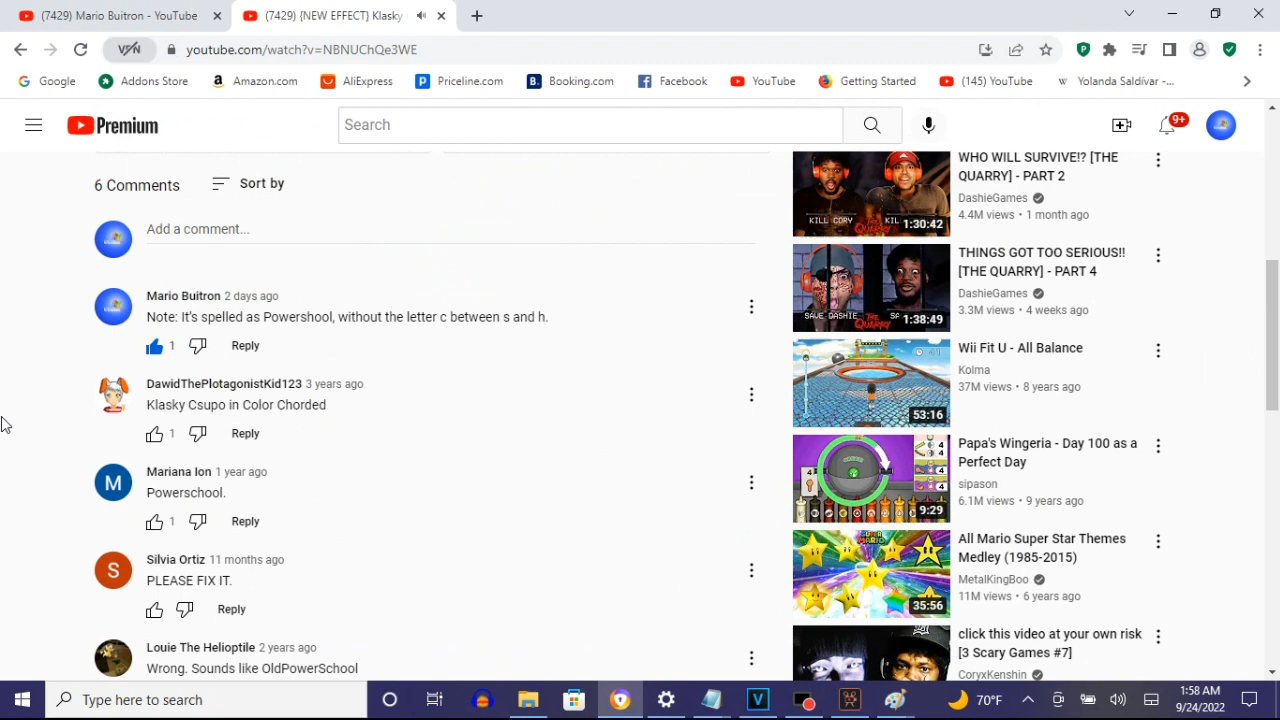 (7429) Mario Buitron - YouTube
(7429) {NEW EFFECT} Klasky
VPN
youtube.com/watch?v=NBNUChQe3WE
Google
Addons Store
Amazon.com
AliExpress
Priceline.com
Booking.com
Facebook
YouTube
Getting Started
(145) YouTube
Yolanda Saldívar -...
Premium
Search
9+
6 Comments
Sort by
Add a comment...
Mario Buitron 2 days ago
Note: It's spelled as Powershool, without the letter c between s and h.
1
Reply
DawidThePlotagonistKid123 3 years ago
Klasky Csupo in Color Chorded
1
Reply
Mariana Ion 1 year ago
Powerschool.
1
Reply
Silvia Ortiz 11 months ago
PLEASE FIX IT.
Reply
Louie The Helioptile 2 years ago
Wrong. Sounds like OldPowerSchool
M
S
KILL CORY
1:30:42
WHO WILL SURVIVE!? [THE
QUARRY] - PART 2
DashieGames
4.4M views • 1 month ago
SAVE DASHIE
1:38:49
THINGS GOT TOO SERIOUS!!
[THE QUARRY] - PART 4
DashieGames
3.3M views • 4 weeks ago
53:16
Wii Fit U - All Balance
Kolma
37M views • 8 years ago
9:29
Papa's Wingeria - Day 100 as a
Perfect Day
sipason
6.1M views • 9 years ago
SUPER
MARIO
35:56
All Mario Super Star Themes
Medley (1985-2015)
MetalKingBoo
11M views • 6 years ago
click this video at your own risk
[3 Scary Games #7]
CoryxKenshin
Type here to search
70°F
1:58 AM
9/24/2022